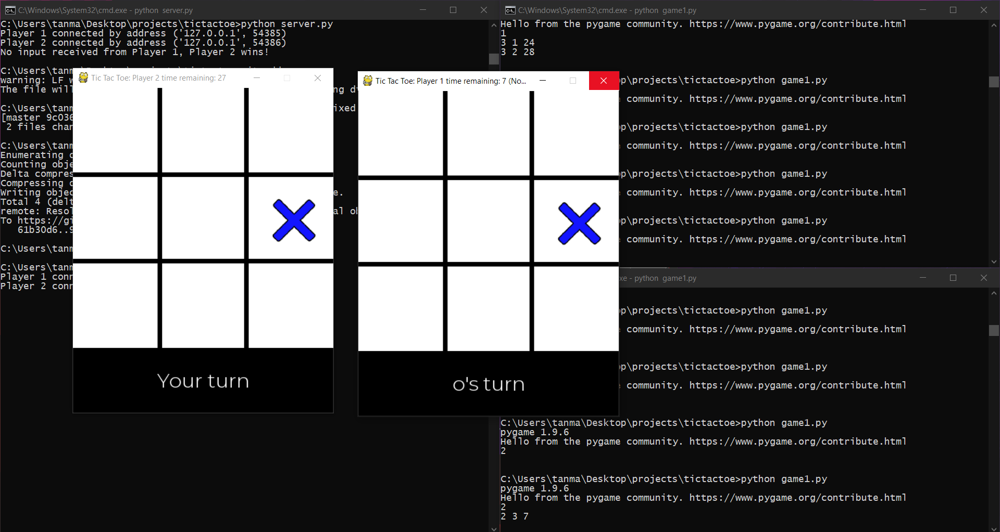 C:\Windows\System32\cmd.exe - python  server.py
C:\Users\tanma\Desktop\projects\tictactoe>python server.py
Player 1 connected by address ('127.0.0.1', 54385)
Player 2 connected by address ('127.0.0.1', 54386)
No input received from Player 1, Player 2 wins!
C:\Users\tanma\Desktop\projects\tictactoe
warning: LF
The file will
ng
C:\Users\tanm
ixed
[master 9c036
2 files chan
C:\Users\tanm
Enumerating
Counting obje
Delta compres
Compressing
Writing objec
e.
Total 4 (delt
remote: Resol
al
To https://gi
61b30d6..9
C:\Users\tanm
C:\Users\tanm
Player 1 conn
Player 2 conn
Tic Tac Toe: Player 2 time remaining: 27
Your turn
Tic Tac Toe: Player 1 time remaining: 7 (No...
o's turn
C:\Windows\System32\cmd.exe - python  game1.py
Hello from the pygame community. https://www.pygame.org/contribute.html
1
3 1 24
3 2 28
p\projects\tictactoe>python game1.py
community. https://www.pygame.org/contribute.html
p\projects\tictactoe>python game1.py
community. https://www.pygame.org/contribute.html
p\projects\tictactoe>python game1.py
community. https://www.pygame.org/contribute.html
p\projects\tictactoe>python game1.py
community. https://www.pygame.org/contribute.html
xe - python  game1.py
p\projects\tictactoe>python game1.py
community. https://www.pygame.org/contribute.html
p\projects\tictactoe>python game1.py
community. https://www.pygame.org/contribute.html
C:\Users\tanma\Desktop\projects\tictactoe>python game1.py
pygame 1.9.6
Hello from the pygame community. https://www.pygame.org/contribute.html
2
C:\Users\tanma\Desktop\projects\tictactoe>python game1.py
pygame 1.9.6
Hello from the pygame community. https://www.pygame.org/contribute.html
2
2 3 7